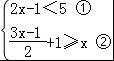 2x-1<5 ①
3x-1/2+1⩾x ②